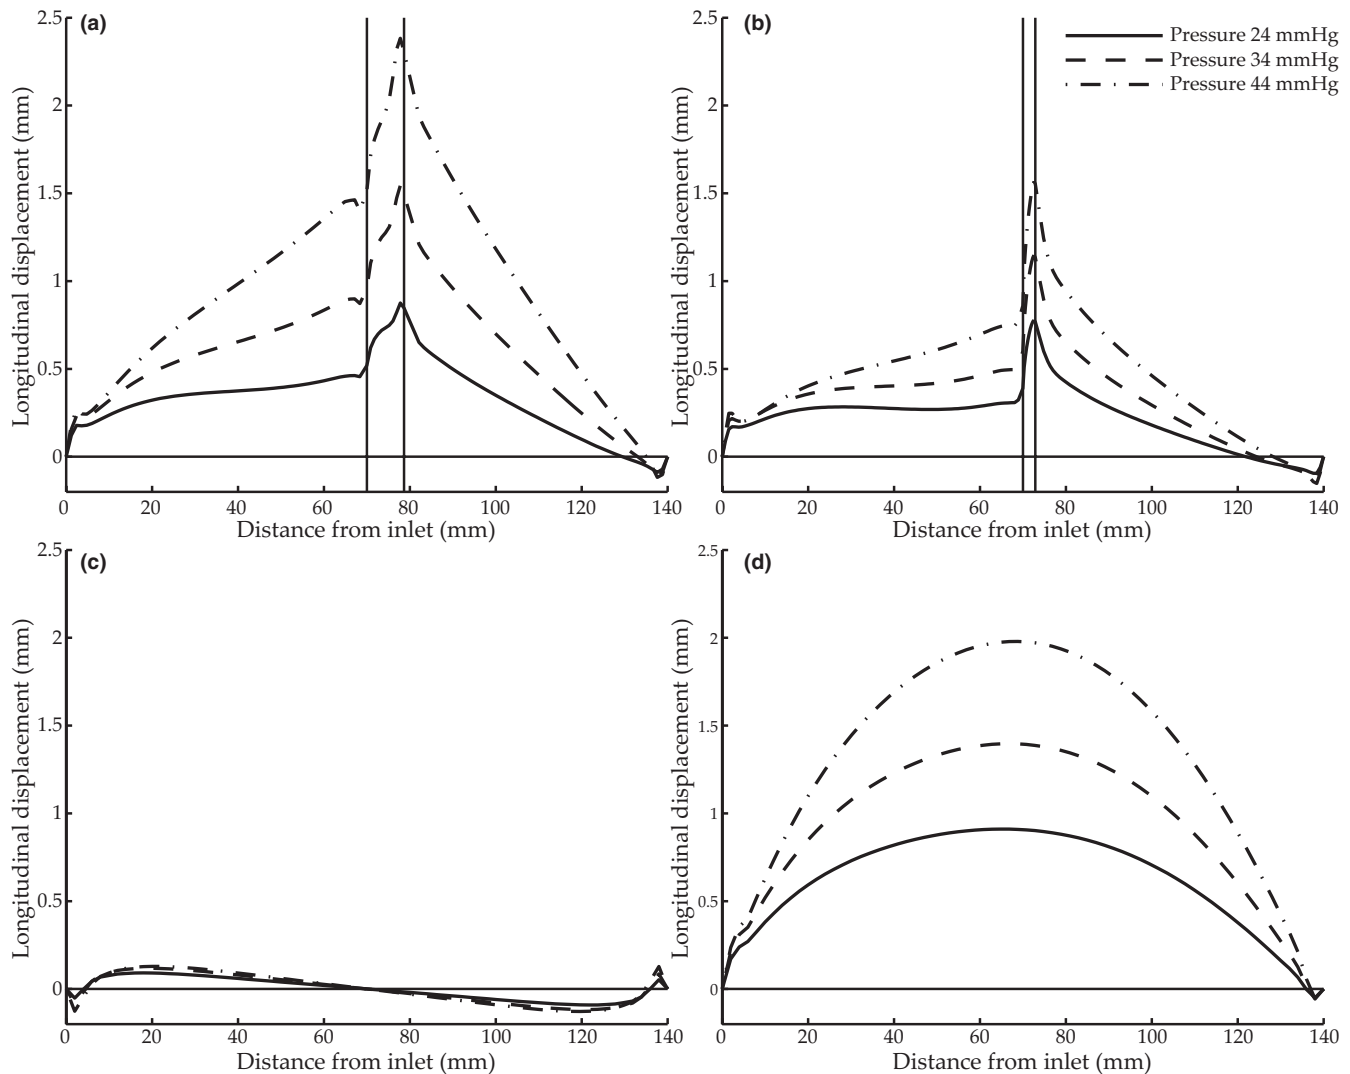 (a)
2.5
2
1.5
1
0.5
0
Longitudinal displacement (mm)
0 20 40 60 80 100 120 140
Distance from inlet (mm)
(b)
Pressure 24 mmHg
Pressure 34 mmHg
Pressure 44 mmHg
2.5
2
1.5
1
0.5
0
Longitudinal displacement (mm)
0 20 40 60 80 100 120 140
Distance from inlet (mm)
(c)
2.5
2
1.5
1
0.5
0
Longitudinal displacement (mm)
0 20 40 60 80 100 120 140
Distance from inlet (mm)
(d)
2.5
2
1.5
1
0.5
0
Longitudinal displacement (mm)
0 20 40 60 80 100 120 140
Distance from inlet (mm)